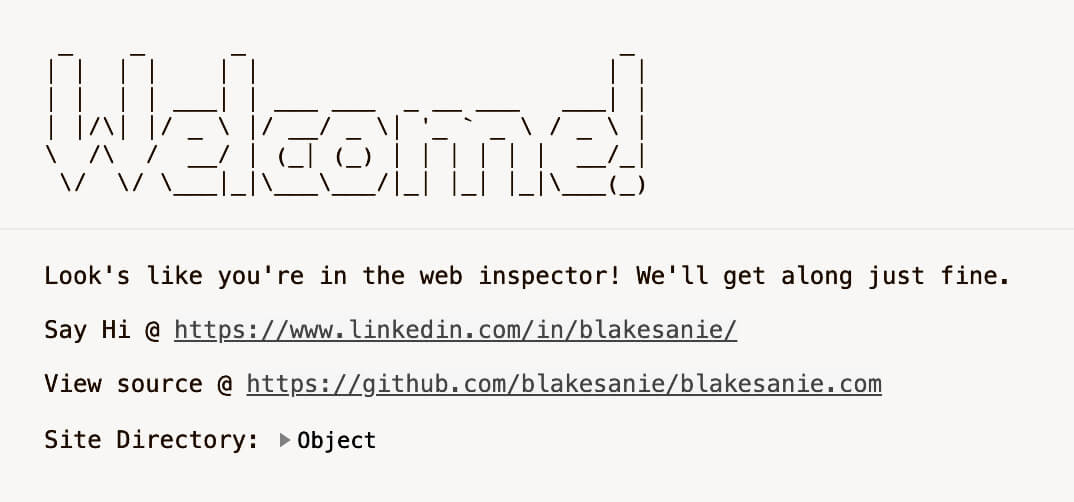 Welcome!
Look's like you're in the web inspector! We'll get along just fine.
Say Hi @ https://www.linkedin.com/in/blakesanie/
View source @ https://github.com/blakesanie/blakesanie.com
Site Directory: ▶Object